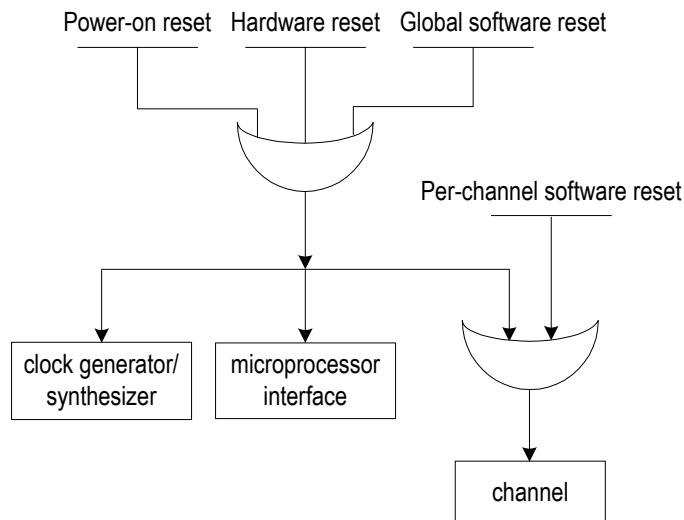 Power-on reset
Hardware reset
Global software reset
Per-channel software reset
clock generator/
synthesizer
microprocessor
interface
channel